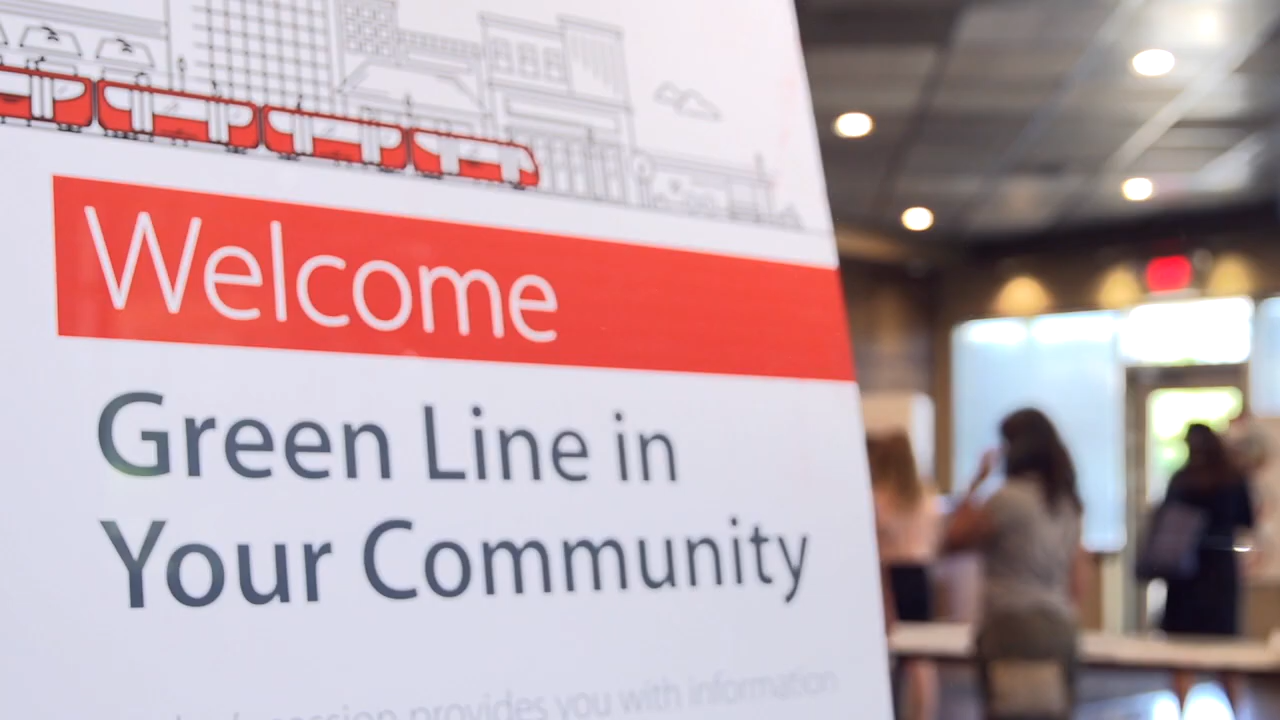 Welcome
Green Line in
Your Community
session provides you with information